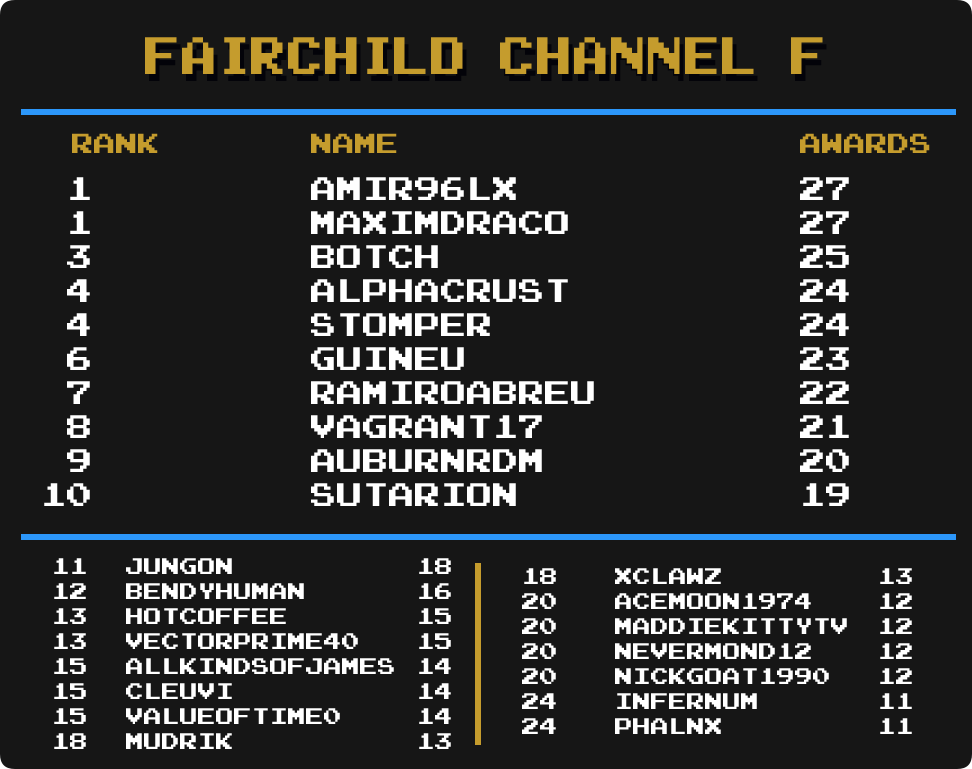 FAIRCHILD CHANNEL F
RANK NAME AWARDS
1 AMIR96LX 27
1 MAXIMDRACO 27
3 BOTCH 25
4 ALPHACRUST 24
4 STOMPER 24
6 GUINEU 23
7 RAMIROABREU 22
8 VAGRANT17 21
9 AUBURNRDM 20
10 SUTARION 19
11 JUNGON 18
12 BENDYHUMAN 16
13 HOTCOFFEE 15
13 VECTORPRIME40 15
15 ALLKINDSOFJAMES 14
15 CLEUVI 14
15 VALUEOFTIME0 14
18 MUDRIK 13
18 XCLAWZ 13
20 ACEMOON1974 12
20 MADDIEKITTYTV 12
20 NEVERMOND12 12
20 NICKGOAT1990 12
24 INFERNUM 11
24 PHALNX 11